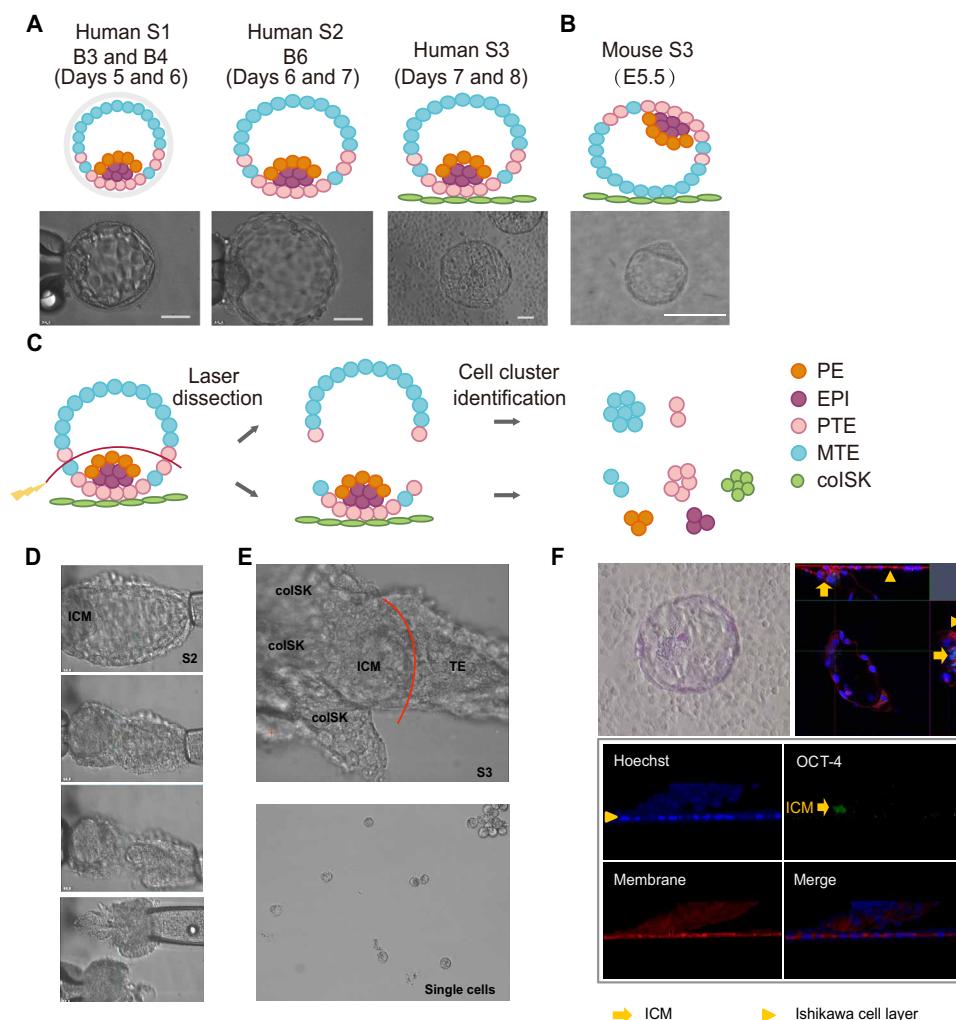 A
Human S1
B3 and B4
(Days 5 and 6)
Human S2
B6
(Days 6 and 7)
Human S3
(Days 7 and 8)
B
Mouse S3
(E5.5)
C
Laser
dissection
Cell cluster
identification
PE
EPI
PTE
MTE
coISK
D
ICM
S2
E
coISK
coISK
ICM
TE
coISK
S3
Single cells
F
Hoechst
OCT-4
ICM
Membrane
Merge
ICM
Ishikawa cell layer